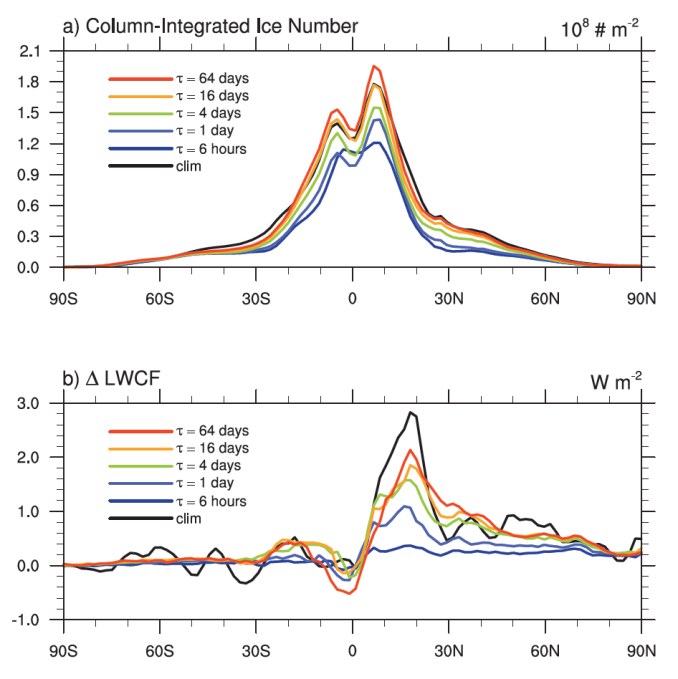 a) Column-Integrated Ice Number 10⁸ # m⁻²
2.1
1.8
1.5
1.2
0.9
0.6
0.3
0.0
τ = 64 days
τ = 16 days
τ = 4 days
τ = 1 day
τ = 6 hours
clim
90S 60S 30S 0 30N 60N 90N
b) Δ LWCF W m⁻²
3.0
2.0
1.0
0.0
-1.0
τ = 64 days
τ = 16 days
τ = 4 days
τ = 1 day
τ = 6 hours
clim
90S 60S 30S 0 30N 60N 90N